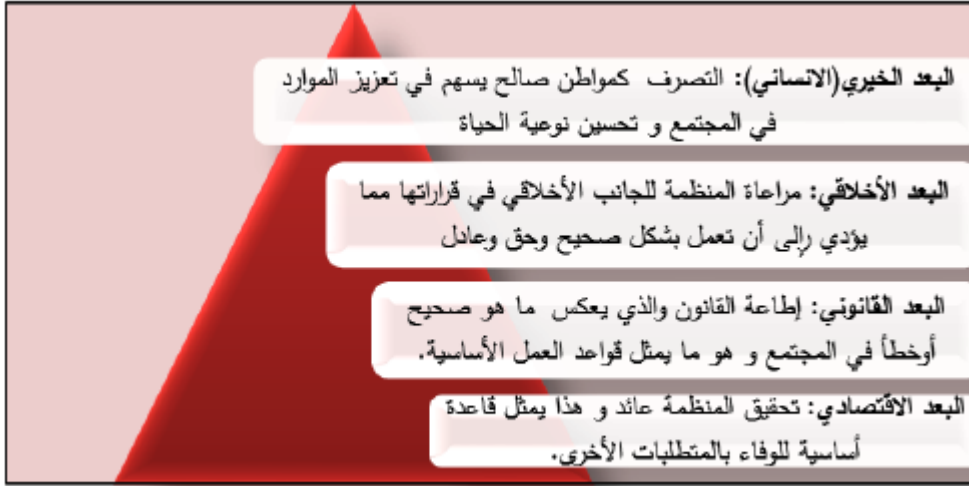 البعد الخيري(الانساني): التصرف كمواطن صالح يسهم في تعزيز الموارد
في المجتمع و تحسين نوعية الحياة
البعد الأخلاقي: مراعاة المنظمة للجانب الأخلاقي في قراراتها مما
يؤدي رإلى أن تعمل بشكل صحيح وحق وعادل
البعد القانوني: إطاعة القانون والذي يعكس ما هو صحيح
أوخطأ في المجتمع و هو ما يمثل قواعد العمل الأساسية.
البعد الاقتصادي: تحقيق المنظمة عائد و هذا يمثل قاعدة
أساسية للوفاء بالمتطلبات الأخرى.